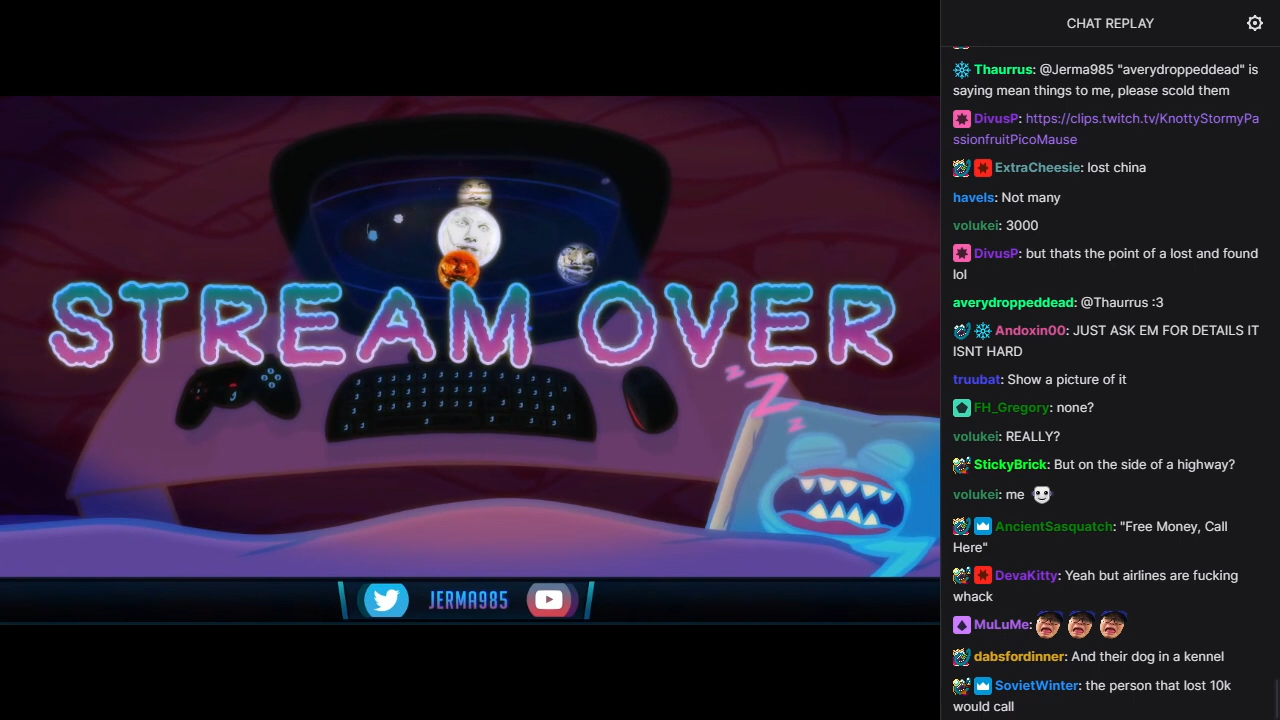 STREAM OVER
z
Z
z
JERMA985
CHAT REPLAY
Thaurrus: @Jerma985 "averydroppeddead" is
saying mean things to me, please scold them
DivusP: https://clips.twitch.tv/KnottyStormyPa
ssionfruitPicoMause
ExtraCheesie: lost china
havels: Not many
volukei: 3000
DivusP: but thats the point of a lost and found
lol
averydroppeddead: @Thaurrus :3
Andoxin00: JUST ASK EM FOR DETAILS IT
ISNT HARD
truubat: Show a picture of it
FH_Gregory: none?
volukei: REALLY?
StickyBrick: But on the side of a highway?
volukei: me
AncientSasquatch: "Free Money, Call
Here"
DevaKitty: Yeah but airlines are fucking
whack
MuLuMe:
dabsfordinner: And their dog in a kennel
SovietWinter: the person that lost 10k
would call